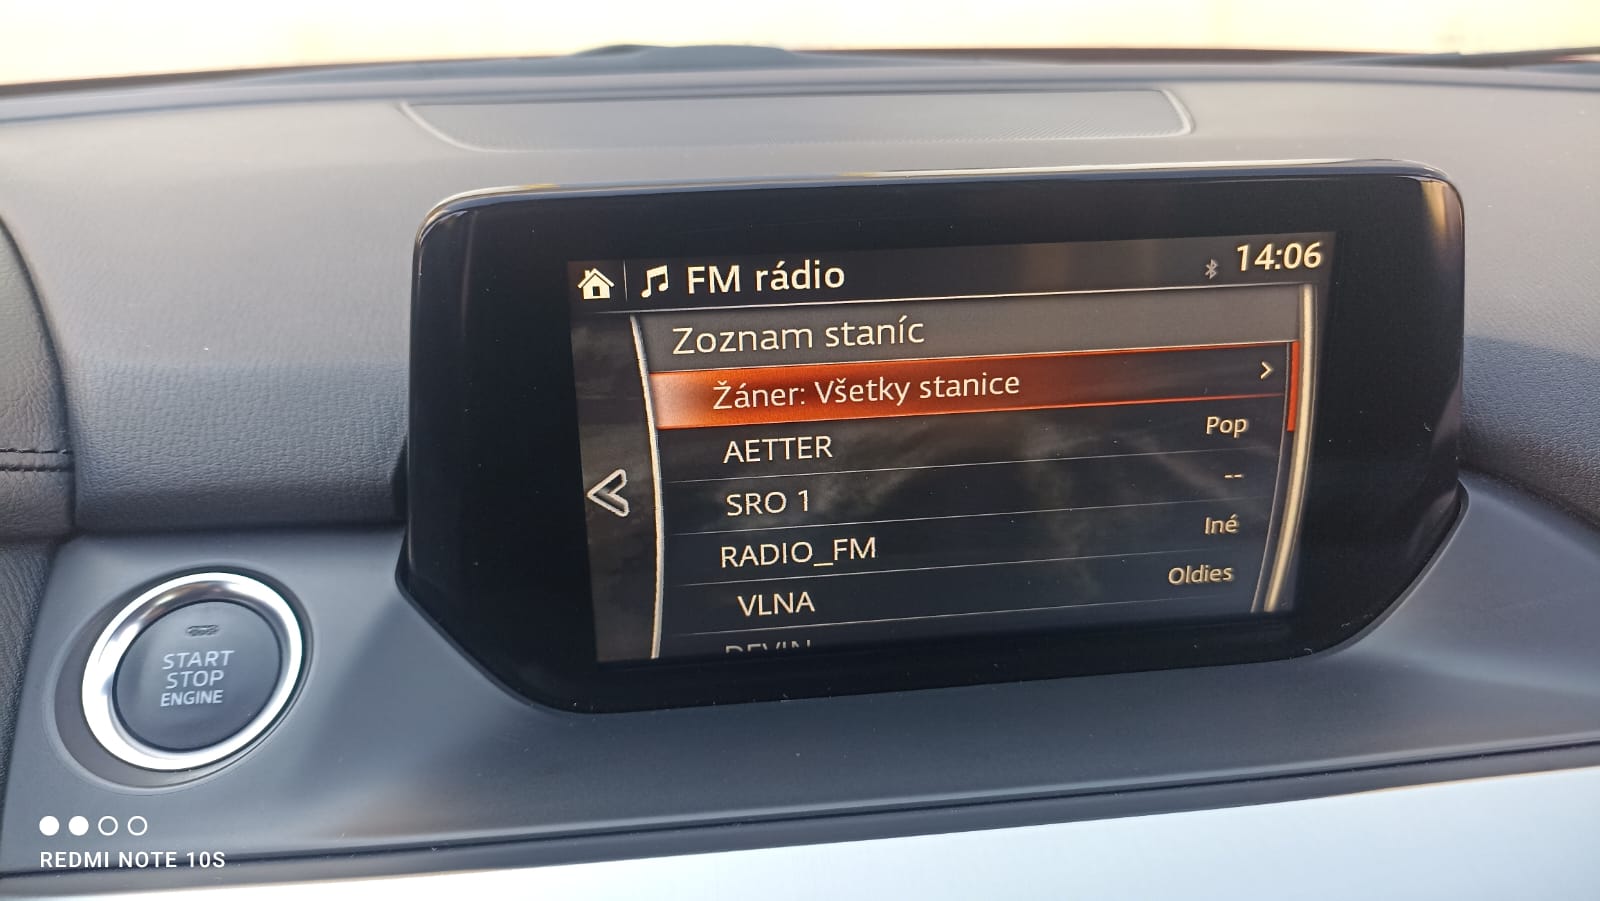 FM rádio
14:06
Zoznam staníc
Žáner: Všetky stanice
AETTER Pop
SRO 1 --
RADIO_FM Iné
VLNA Oldies
DEVIN
START
STOP
ENGINE
REDMI NOTE 10S